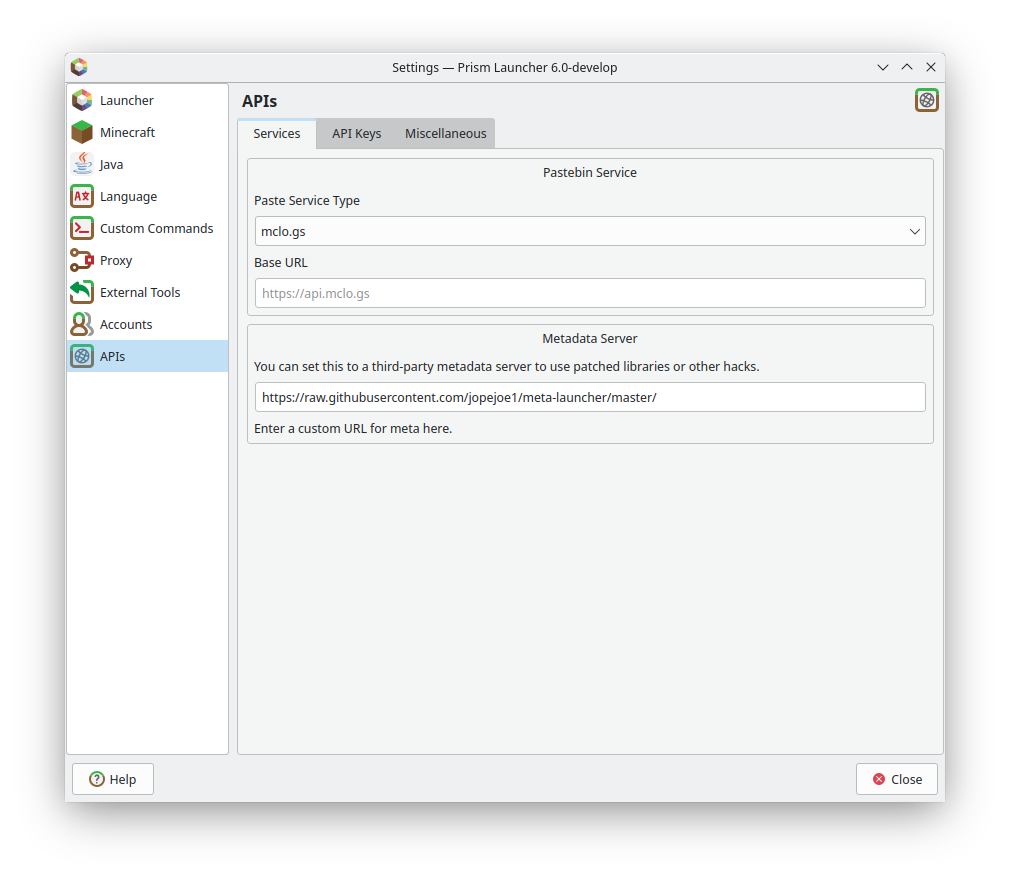 Settings — Prism Launcher 6.0-develop
Launcher
Minecraft
Java
Language
Custom Commands
Proxy
External Tools
Accounts
APIs
APIs
Services
API Keys
Miscellaneous
Pastebin Service
Paste Service Type
mclo.gs
Base URL
https://api.mclo.gs
Metadata Server
You can set this to a third-party metadata server to use patched libraries or other hacks.
https://raw.githubusercontent.com/jopejoe1/meta-launcher/master/
Enter a custom URL for meta here.
Help
Close